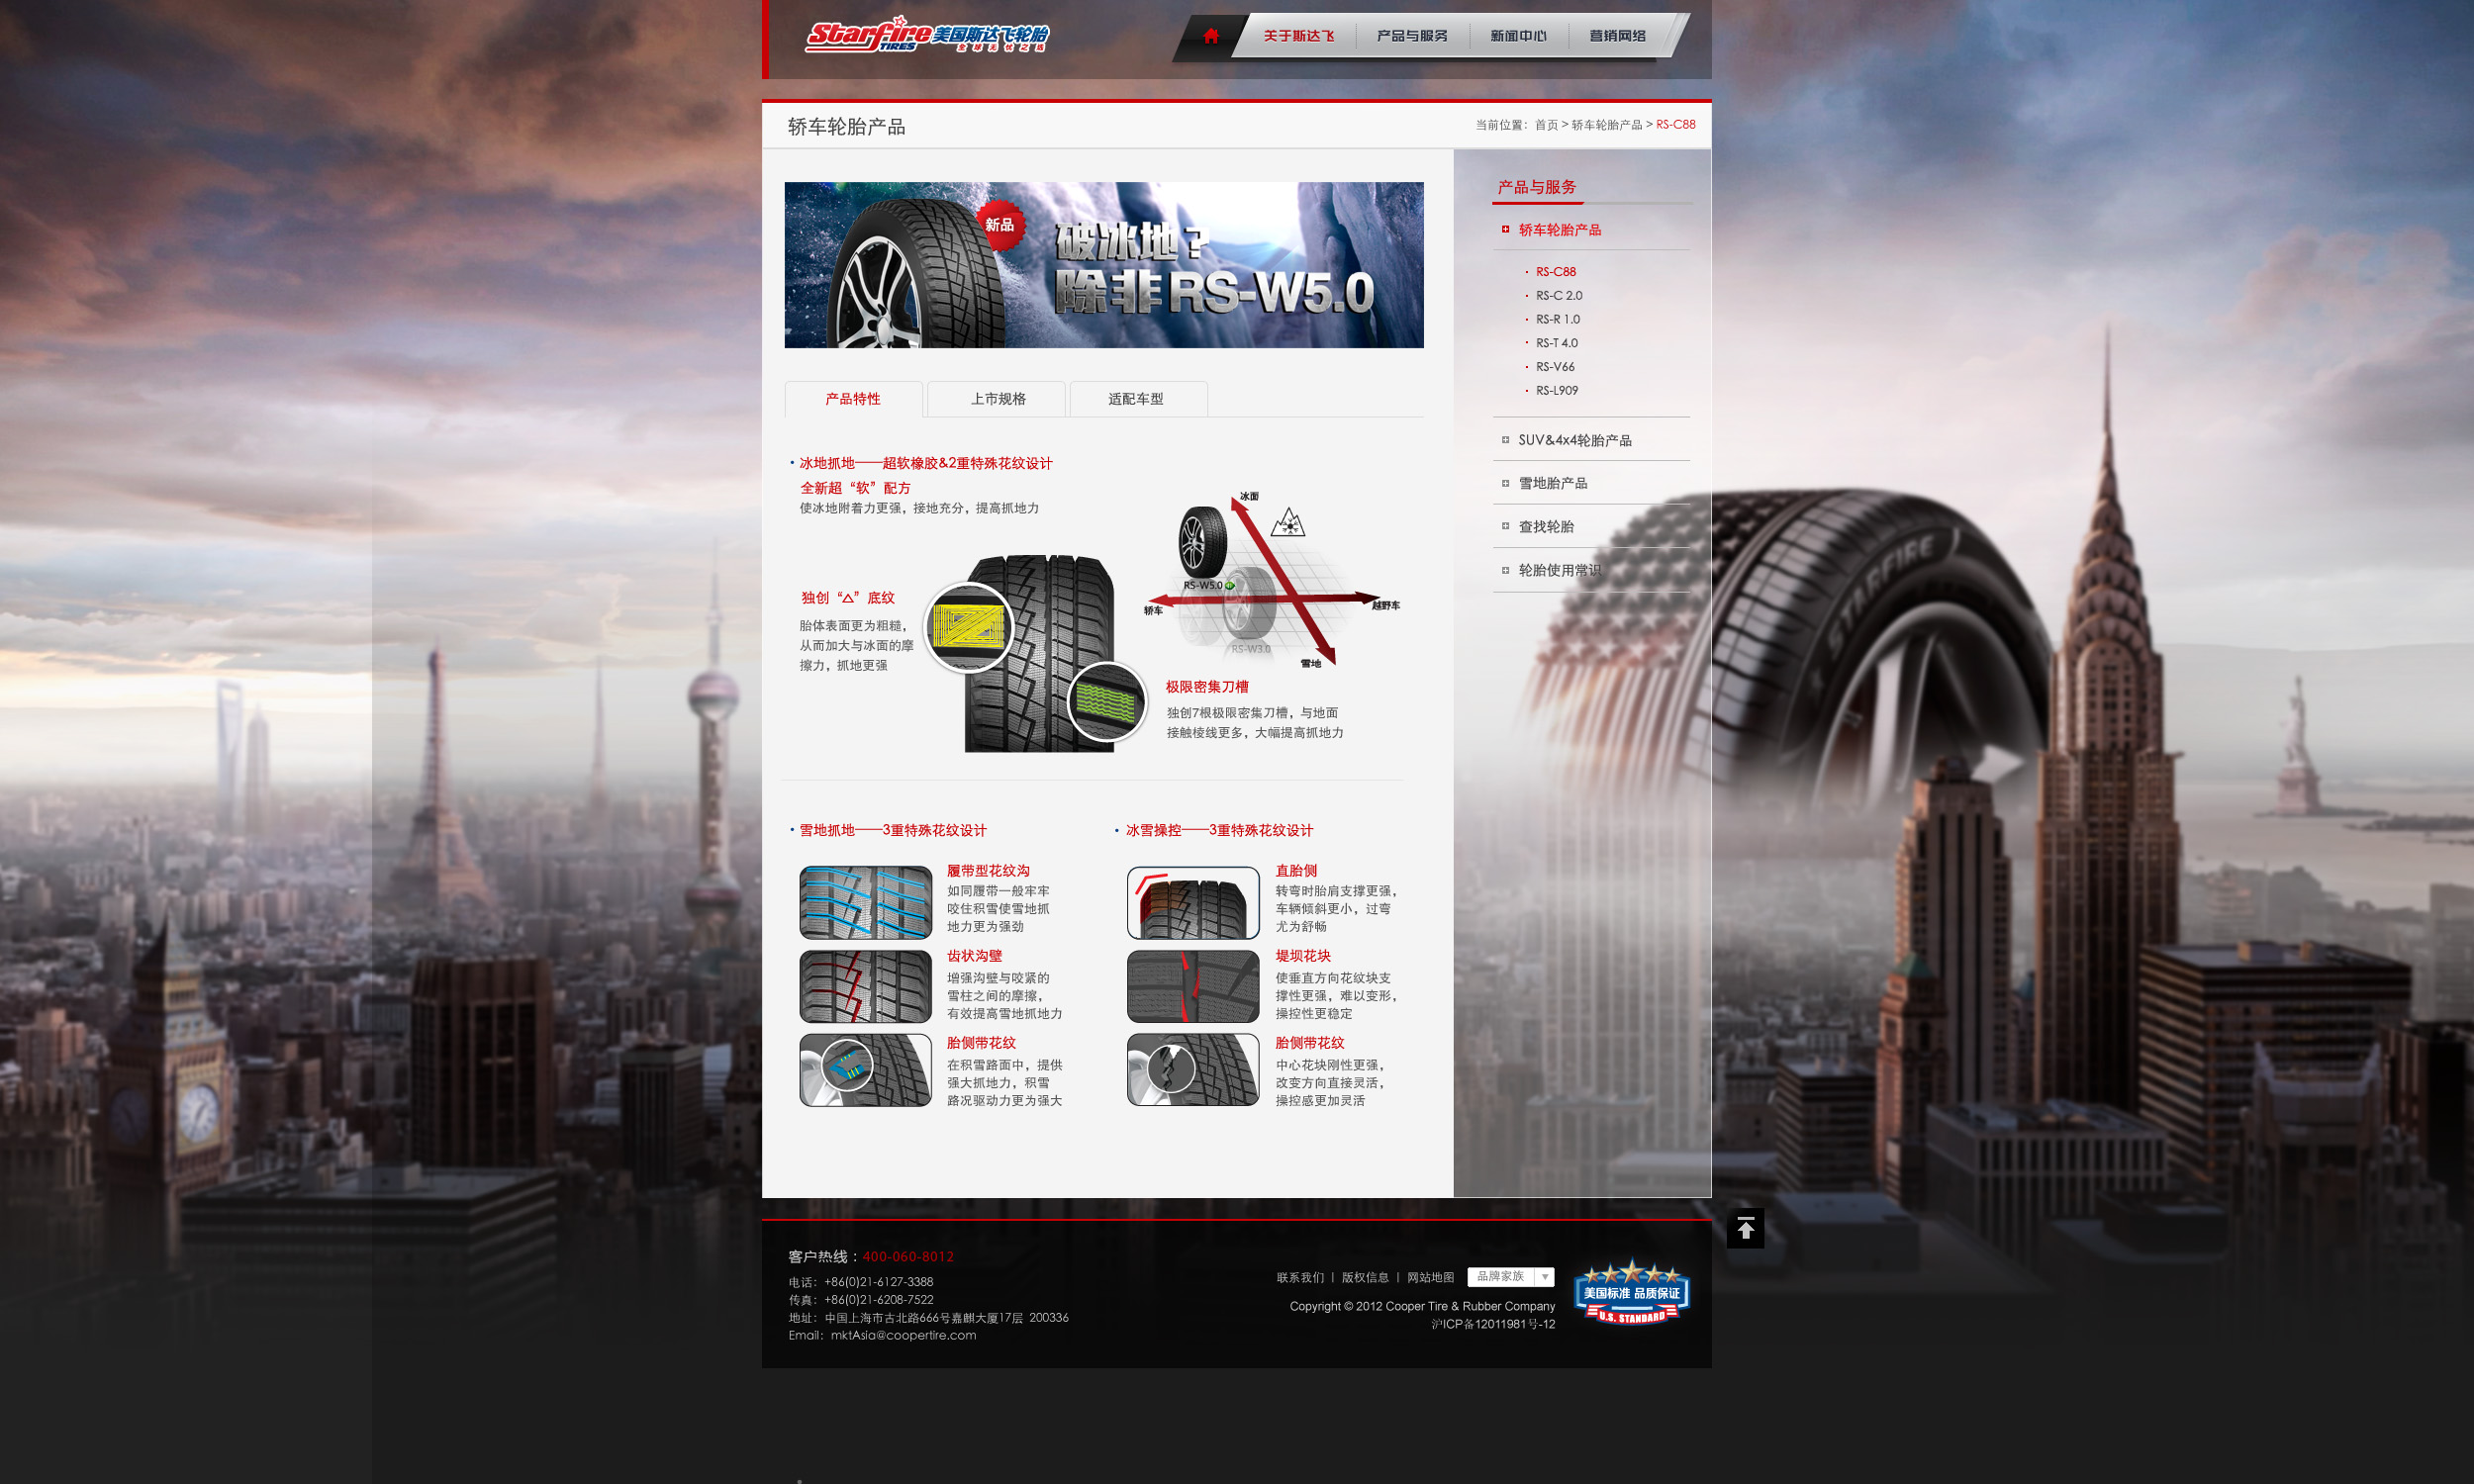 Starfire TIRES 美国斯达飞轮胎
全球无忧之选
关于斯达飞 产品与服务 新闻中心 营销网络
轿车轮胎产品
当前位置：首页 > 轿车轮胎产品 > RS-C88
新品
破冰地？
除非RS-W5.0
产品特性 上市规格 适配车型
冰地抓地——超软橡胶&2重特殊花纹设计
全新超“软”配方
使冰地附着力更强，接地充分，提高抓地力
冰面
RS-W5.0
轿车
越野车
RS-W3.0
雪地
独创“△”底纹
胎体表面更为粗糙，
从而加大与冰面的摩
擦力，抓地更强
极限密集刀槽
独创7根极限密集刀槽，与地面
接触棱线更多，大幅提高抓地力
雪地抓地——3重特殊花纹设计
履带型花纹沟
如同履带一般牢牢
咬住积雪使雪地抓
地力更为强劲
齿状沟壁
增强沟壁与咬紧的
雪柱之间的摩擦，
有效提高雪地抓地力
胎侧带花纹
在积雪路面中，提供
强大抓地力，积雪
路况驱动力更为强大
冰雪操控——3重特殊花纹设计
直胎侧
转弯时胎肩支撑更强，
车辆倾斜更小，过弯
尤为舒畅
堤坝花块
使垂直方向花纹块支
撑性更强，难以变形，
操控性更稳定
胎侧带花纹
中心花块刚性更强，
改变方向直接灵活，
操控感更加灵活
产品与服务
轿车轮胎产品
RS-C88
RS-C 2.0
RS-R 1.0
RS-T 4.0
RS-V66
RS-L909
SUV&4x4轮胎产品
雪地胎产品
查找轮胎
轮胎使用常识
STARFIRE
客户热线：400-060-8012
电话：+86(0)21-6127-3388
传真：+86(0)21-6208-7522
地址：中国上海市古北路666号嘉麒大厦17层 200336
Email：mktAsia@coopertire.com
联系我们 | 版权信息 | 网站地图 品牌家族
Copyright © 2012 Cooper Tire & Rubber Company
沪ICP备12011981号-12
美国标准 品质保证
U.S. STANDARD